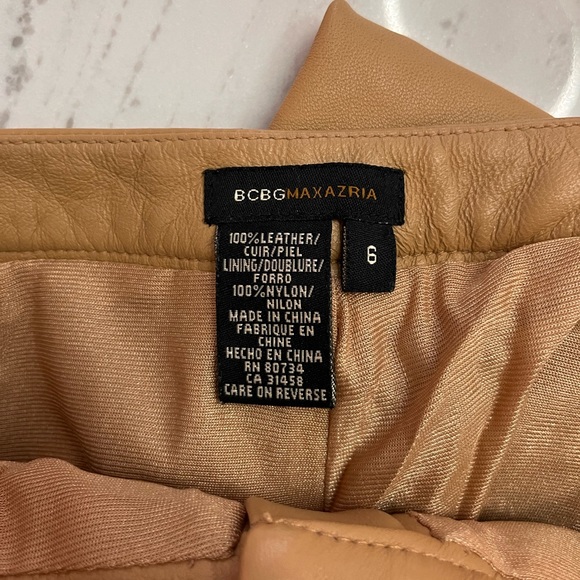 BCBGMAXAZRIA
6
100%LEATHER/
CUIR/PIEL
LINING/DOUBLURE/
FORRO
100%NYLON/
NILON
MADE IN CHINA
FABRIQUE EN
CHINE
HECHO EN CHINA
RN 80734
CA 31458
CARE ON REVERSE